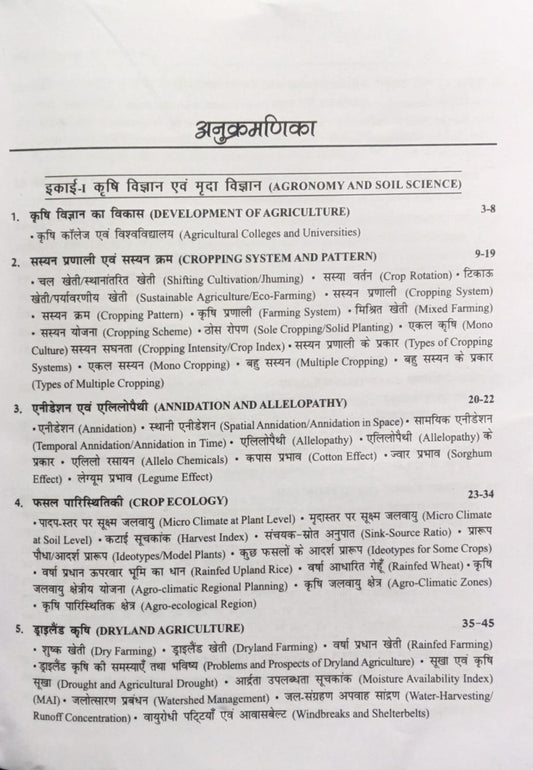 अनुक्रमणिका
इकाई-I कृषि विज्ञान एवं मृदा विज्ञान (AGRONOMY AND SOIL SCIENCE)
1. कृषि विज्ञान का विकास (DEVELOPMENT OF AGRICULTURE) 3-8
• कृषि कॉलेज एवं विश्वविद्यालय (Agricultural Colleges and Universities)
2. सस्यन प्रणाली एवं सस्यन क्रम (CROPPING SYSTEM AND PATTERN) 9-19
• चल खेती/स्थानांतरित खेती (Shifting Cultivation/Jhuming) • सस्या वर्तन (Crop Rotation) • टिकाऊ
खेती/पर्यावरणीय खेती (Sustainable Agriculture/Eco-Farming) • सस्यन प्रणाली (Cropping System)
• सस्यन क्रम (Cropping Pattern) • कृषि प्रणाली (Farming System) • मिश्रित खेती (Mixed Farming)
• सस्यन योजना (Cropping Scheme) • ठोस रोपण (Sole Cropping/Solid Planting) • एकल कृषि (Mono
Culture) सस्यन सघनता (Cropping Intensity/Crop Index) • सस्यन प्रणाली के प्रकार (Types of Cropping
Systems) • एकल सस्यन (Mono Cropping) • बहु सस्यन (Multiple Cropping) • बहु सस्यन के प्रकार
(Types of Multiple Cropping)
3. एनीडेशन एवं एलिलोपैथी (ANNIDATION AND ALLELOPATHY) 20-22
• एनीडेशन (Annidation) • स्थानी एनीडेशन (Spatial Annidation/Annidation in Space) • सामयिक एनीडेशन
(Temporal Annidation/Annidation in Time) • एलिलोपैथी (Allelopathy) • एलिलोपैथी (Allelopathy) के
प्रकार • एलिलो रसायन (Allelo Chemicals) • कपास प्रभाव (Cotton Effect) • ज्वार प्रभाव (Sorghum
Effect) • लेग्यूम प्रभाव (Legume Effect)
4. फसल पारिस्थितिकी (CROP ECOLOGY) 23-34
• पादप-स्तर पर सूक्ष्म जलवायु (Micro Climate at Plant Level) • मृदास्तर पर सूक्ष्म जलवायु (Micro Climate
at Soil Level) • कटाई सूचकांक (Harvest Index) • संचयक-स्रोत अनुपात (Sink-Source Ratio) • प्रारूप
पौधा/आदर्श प्रारूप (Ideotypes/Model Plants) • कुछ फसलों के आदर्श प्रारूप (Ideotypes for Some Crops)
• वर्षा प्रधान ऊपरवार भूमि का धान (Rainfed Upland Rice) • वर्षा आधारित गेहूँ (Rainfed Wheat) • कृषि
जलवायु क्षेत्रीय योजना (Agro-climatic Regional Planning) • कृषि जलवायु क्षेत्र (Agro-Climatic Zones)
• कृषि पारिस्थितिक क्षेत्र (Agro-ecological Region)
5. ड्राइलैंड कृषि (DRYLAND AGRICULTURE) 35-45
• शुष्क खेती (Dry Farming) • ड्राइलैंड खेती (Dryland Farming) • वर्षा प्रधान खेती (Rainfed Farming)
• ड्राइलैंड कृषि की समस्याएँ तथा भविष्य (Problems and Prospects of Dryland Agriculture) • सूखा एवं कृषि
सूखा (Drought and Agricultural Drought) • आर्द्रता उपलब्धता सूचकांक (Moisture Availability Index)
(MAI) • जलोत्सारण प्रबंधन (Watershed Management) • जल-संग्रहण अपवाह सांद्रण (Water-Harvesting/
Runoff Concentration) • वायुरोधी पट्टियाँ एवं आवासबेल्ट (Windbreaks and Shelterbelts)